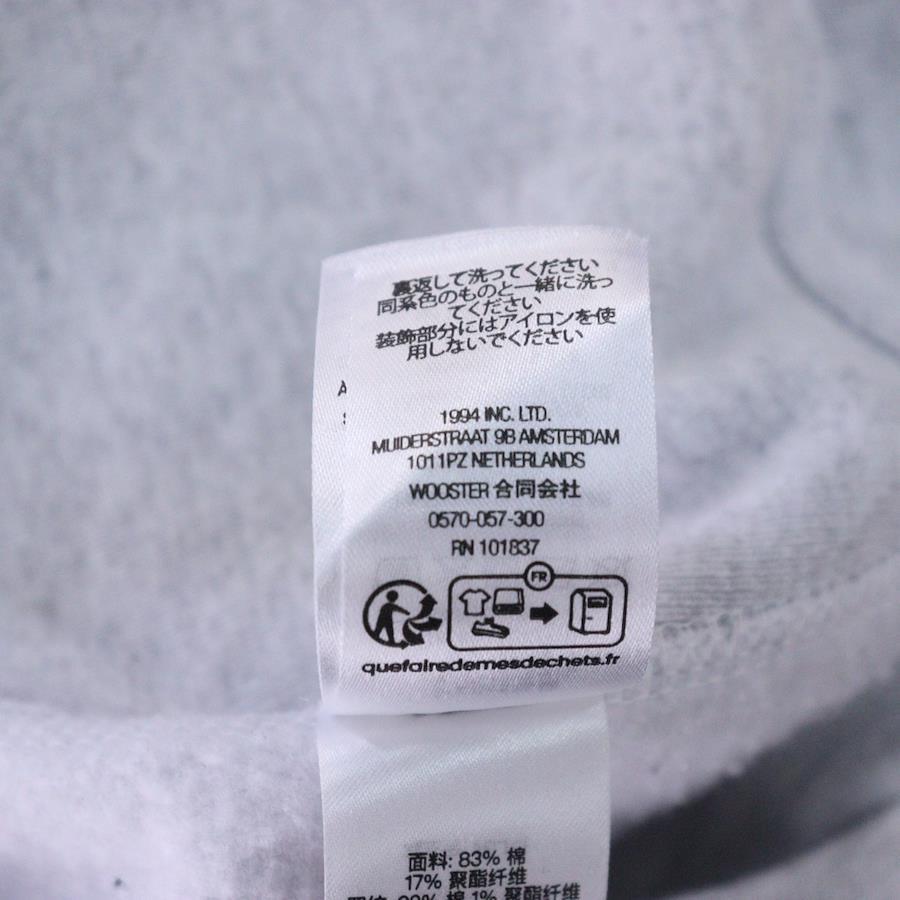 裏返して洗ってください
同系色のものと一緒に洗っ
てください
装飾部分にはアイロンを使
用しないでください
1994 INC. LTD.
MUIDERSTRAAT 9B AMSTERDAM
1011PZ NETHERLANDS
WOOSTER 合同会社
0570-057-300
RN 101837
FR
quefairedemesdechets.fr
面料: 83% 棉
17% 聚酯纤维